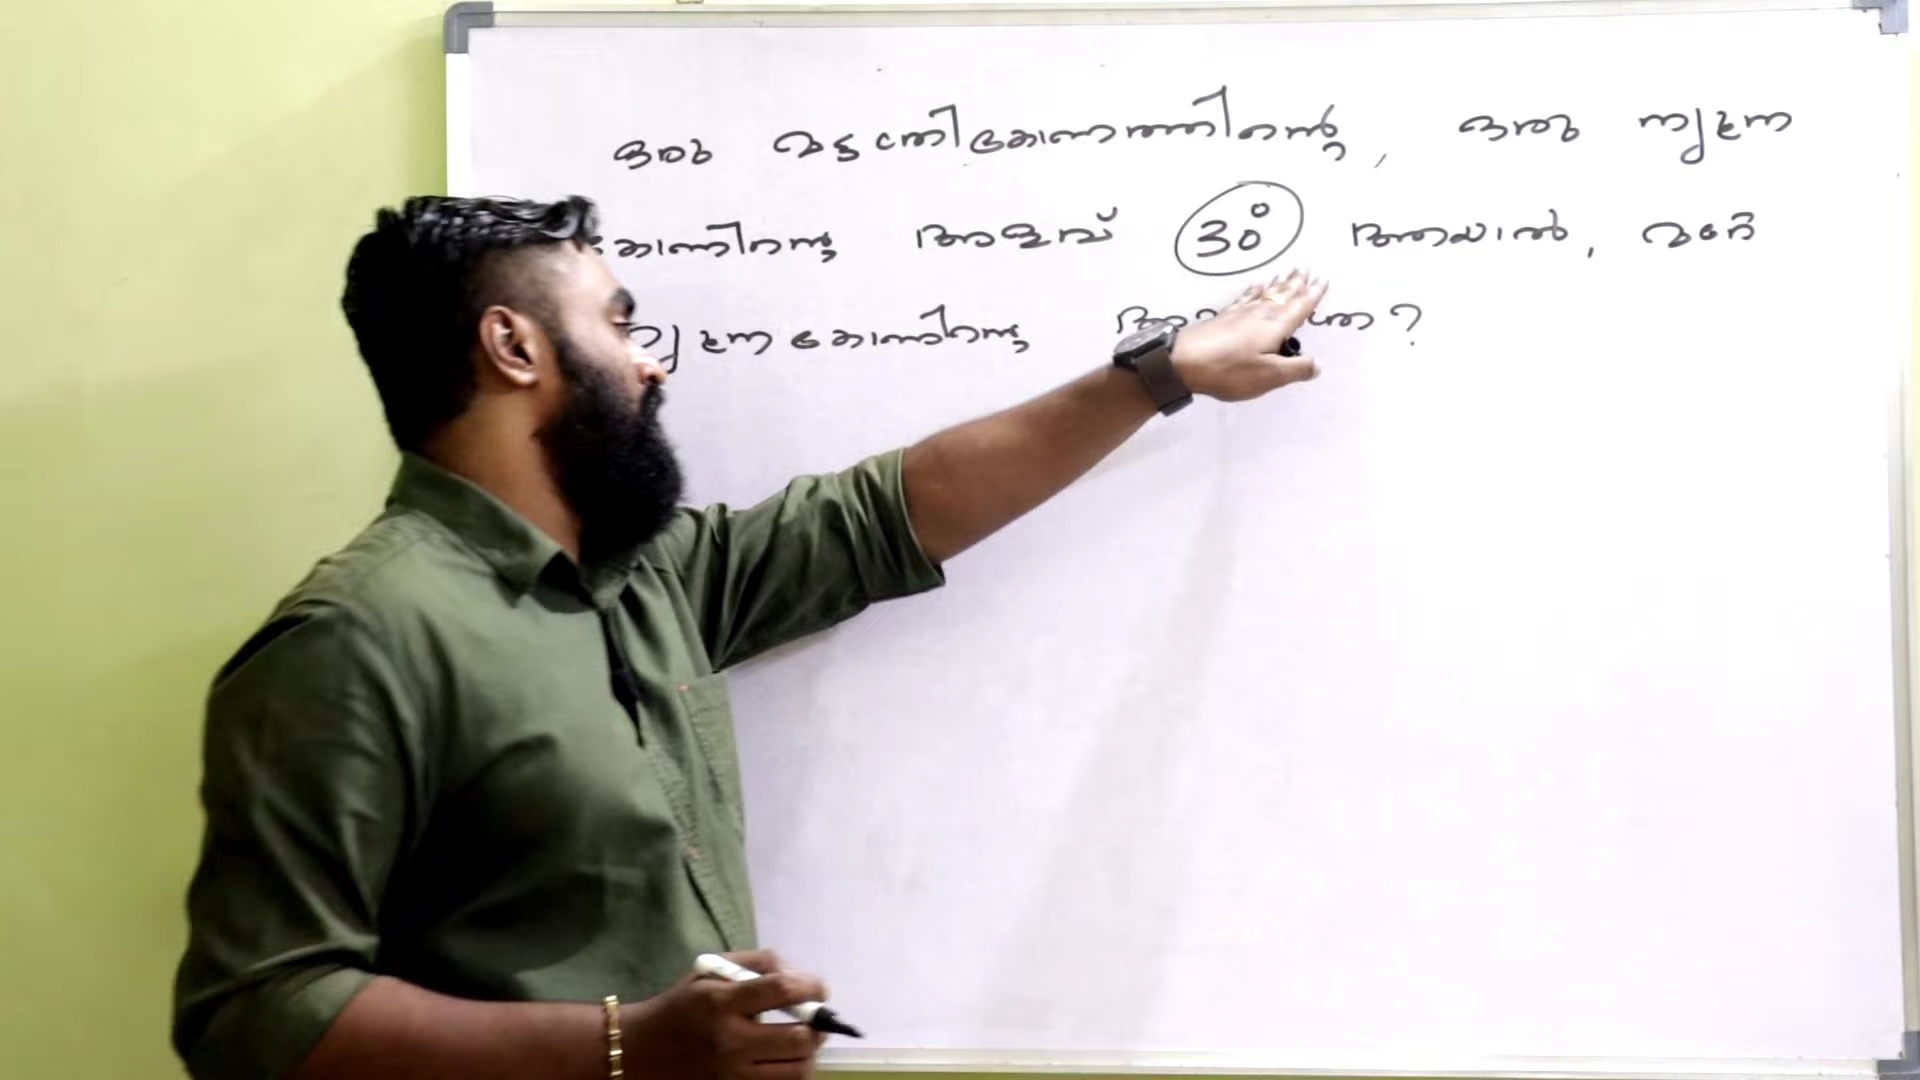 ഒരു മട്ടത്രികോണത്തിന്റെ, ഒരു ന്യൂന
കോണിന്റെ അളവ് 30° ആയാൽ, മറ്റേ
ന്യൂനകോണിന്റെ